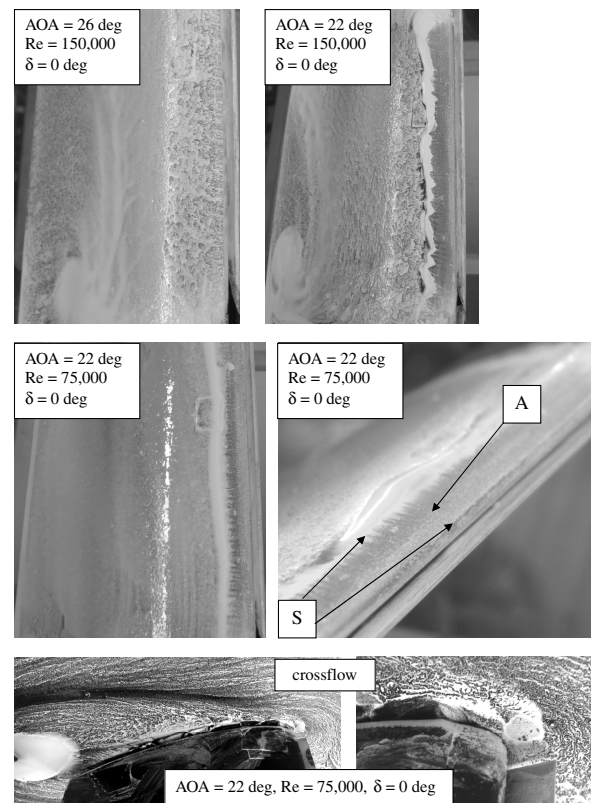 AOA = 26 deg
Re = 150,000
δ = 0 deg
AOA = 22 deg
Re = 150,000
δ = 0 deg
AOA = 22 deg
Re = 75,000
δ = 0 deg
AOA = 22 deg
Re = 75,000
δ = 0 deg
A
S
crossflow
AOA = 22 deg, Re = 75,000, δ = 0 deg